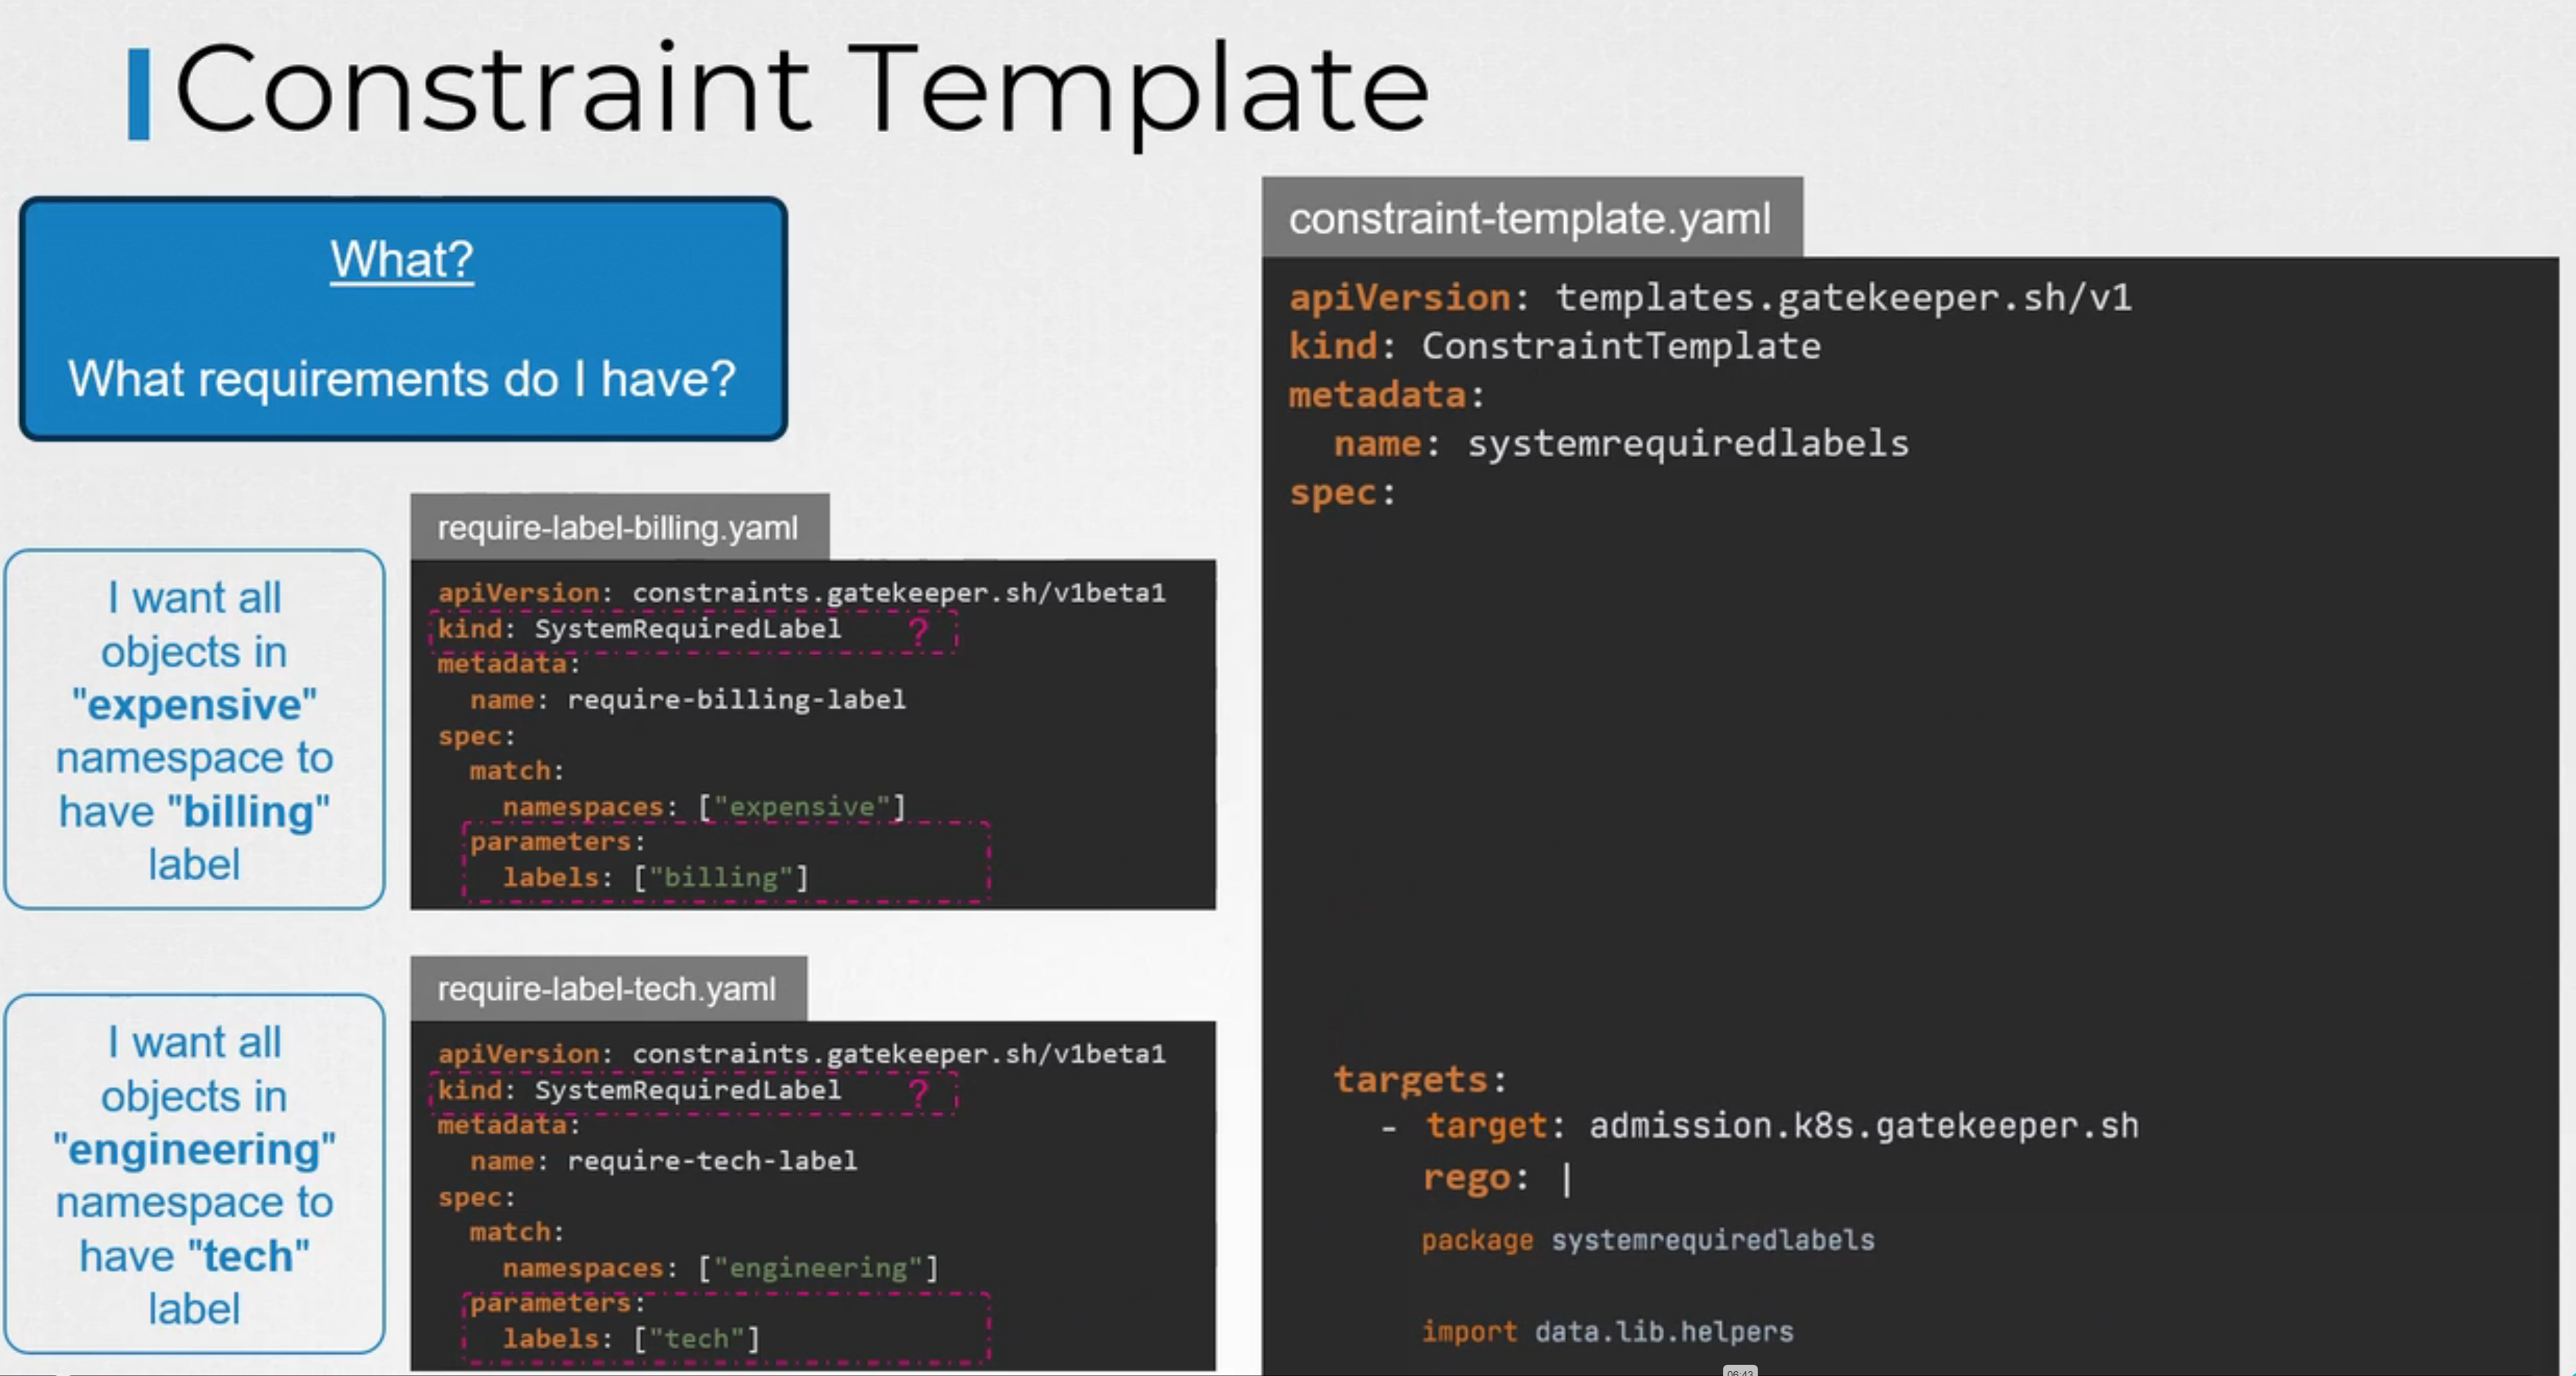 Constraint Template
What?
What requirements do I have?
I want all
objects in
"expensive"
namespace to
have "billing"
label
require-label-billing.yaml
apiVersion: constraints.gatekeeper.sh/v1beta1
kind: SystemRequiredLabel ?
metadata:
  name: require-billing-label
spec:
  match:
    namespaces: ["expensive"]
  parameters:
    labels: ["billing"]
I want all
objects in
"engineering"
namespace to
have "tech"
label
require-label-tech.yaml
apiVersion: constraints.gatekeeper.sh/v1beta1
kind: SystemRequiredLabel ?
metadata:
  name: require-tech-label
spec:
  match:
    namespaces: ["engineering"]
  parameters:
    labels: ["tech"]
constraint-template.yaml
apiVersion: templates.gatekeeper.sh/v1
kind: ConstraintTemplate
metadata:
  name: systemrequiredlabels
spec:
  targets:
    - target: admission.k8s.gatekeeper.sh
      rego: |
      package systemrequiredlabels
      import data.lib.helpers
06:43